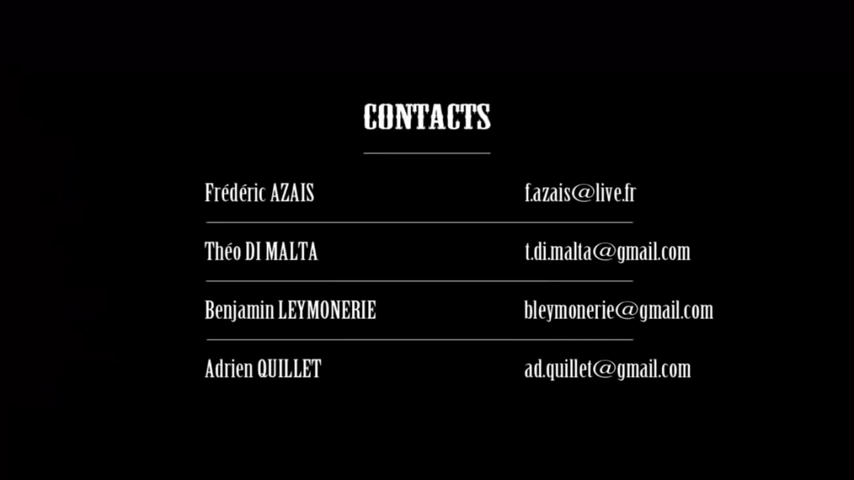 CONTACTS
Frédéric AZAIS f.azais@live.fr
Théo DI MALTA t.di.malta@gmail.com
Benjamin LEYMONERIE bleymonerie@gmail.com
Adrien QUILLET ad.quillet@gmail.com